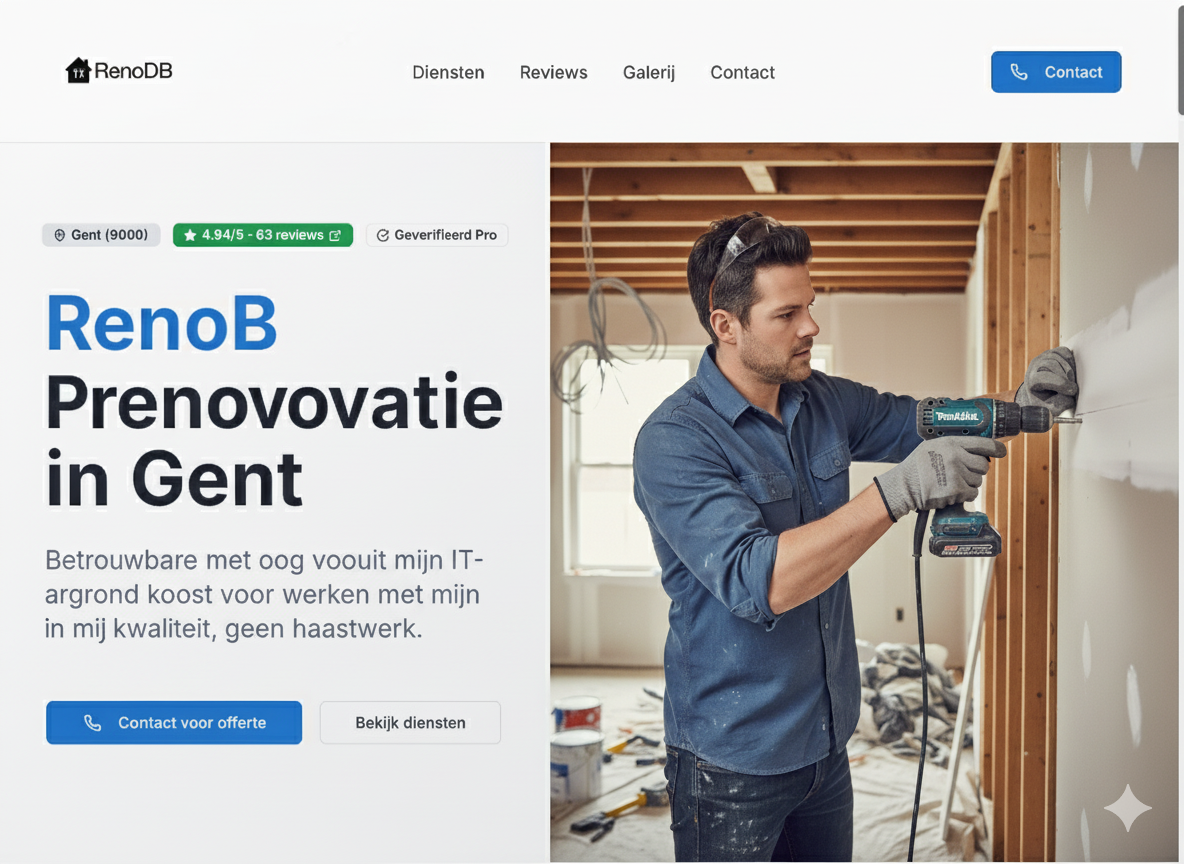 RenoDB
Diensten
Reviews
Galerij
Contact
Contact
Gent (9000)
4.94/5 - 63 reviews
Geverifieerd Pro
RenoB
Prenovovatie
in Gent
Betrouwbare met oog voouit mijn IT-
argrond koost voor werken met mijn
in mij kwaliteit, geen haastwerk.
Contact voor offerte
Bekijk diensten